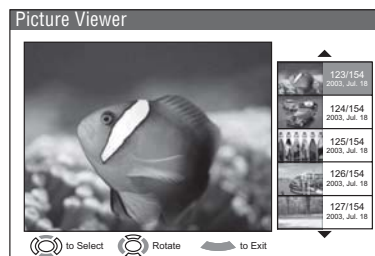 Picture Viewer
123/154
2003, Jul. 18
124/154
2003, Jul. 18
125/154
2003, Jul. 18
126/154
2003, Jul. 18
127/154
2003, Jul. 18
to Select Rotate to Exit